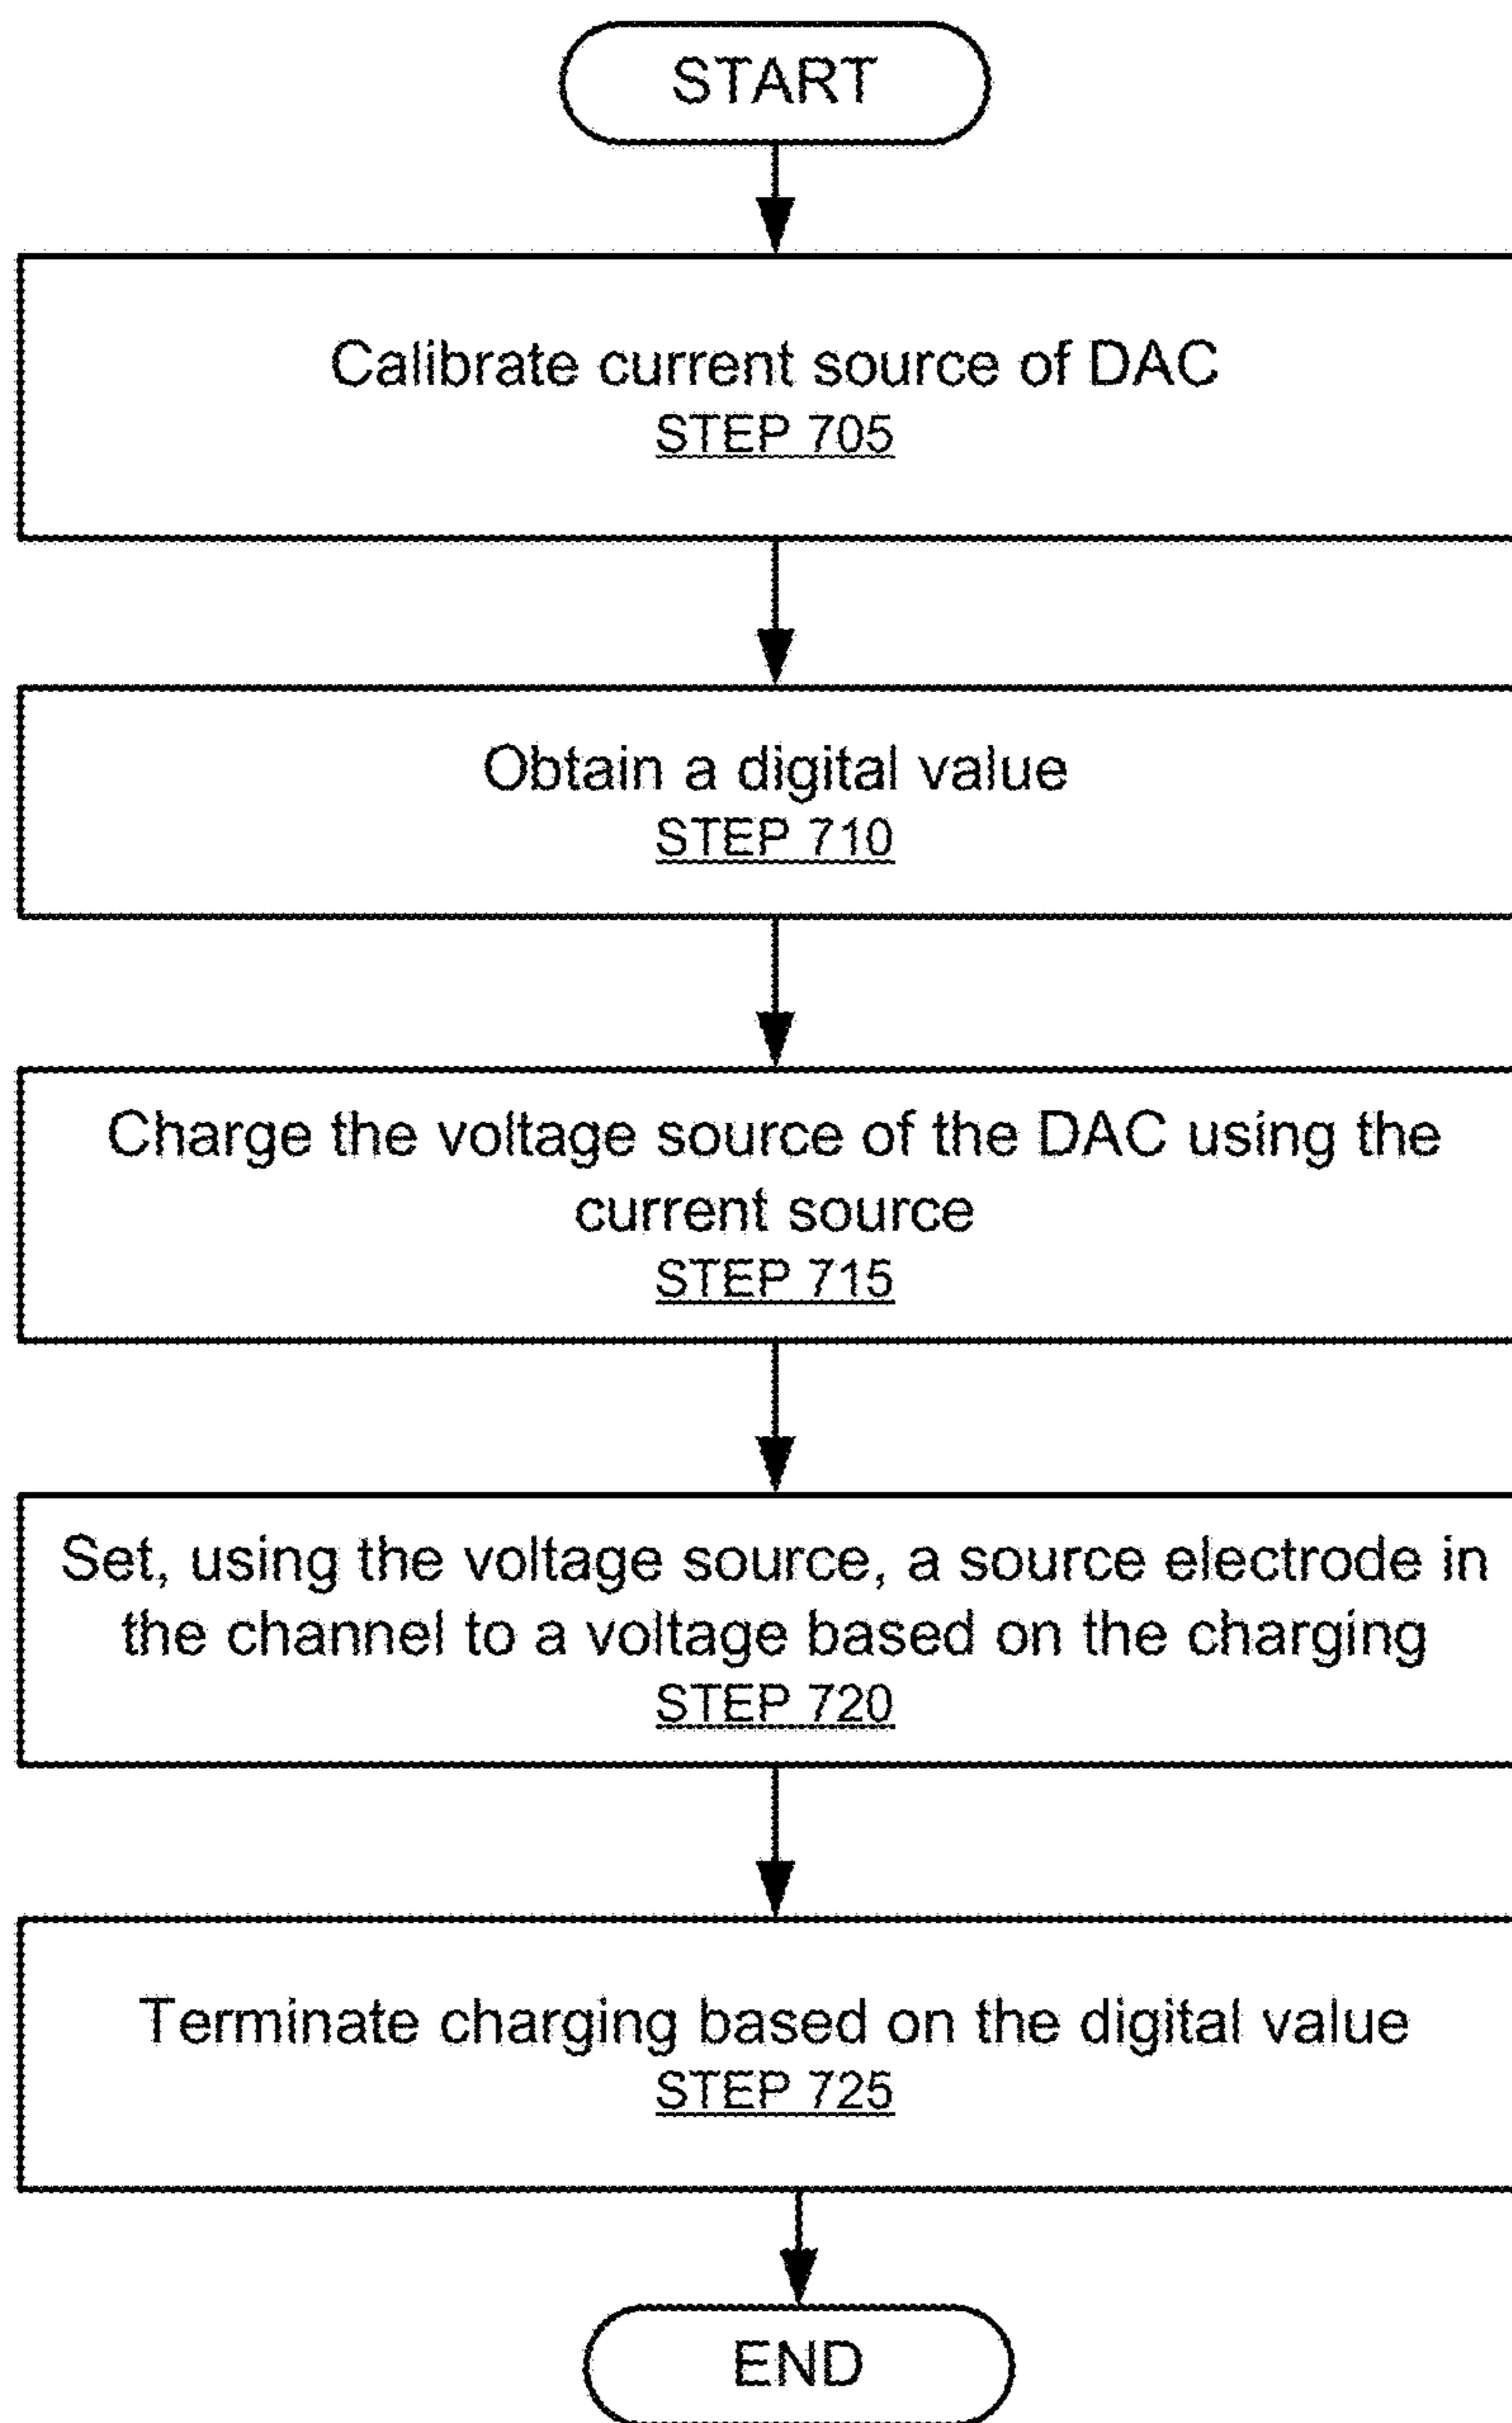 START
Calibrate current source of DAC
STEP 705
Obtain a digital value
STEP 710
Charge the voltage source of the DAC using the
current source
STEP 715
Set, using the voltage source, a source electrode in
the channel to a voltage based on the charging
STEP 720
Terminate charging based on the digital value
STEP 725
END